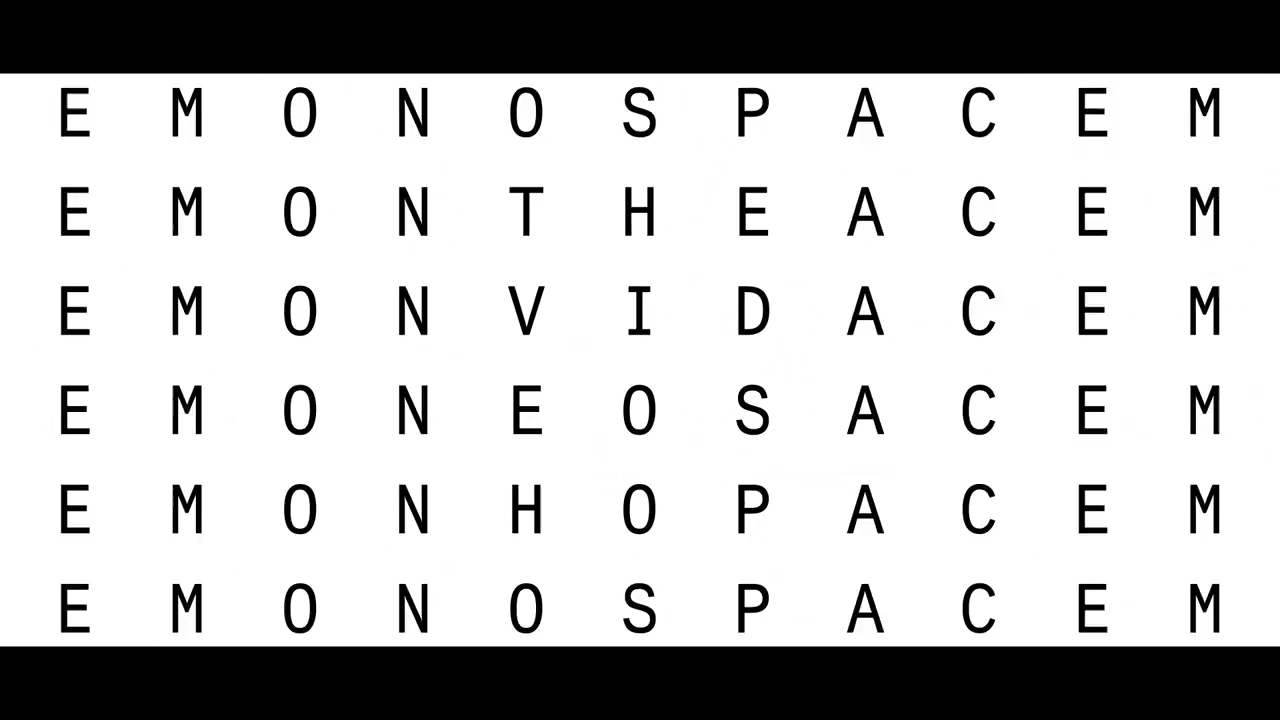 E M O N O S P A C E M
E M O N T H E A C E M
E M O N V I D A C E M
E M O N E O S A C E M
E M O N H O P A C E M
E M O N O S P A C E M